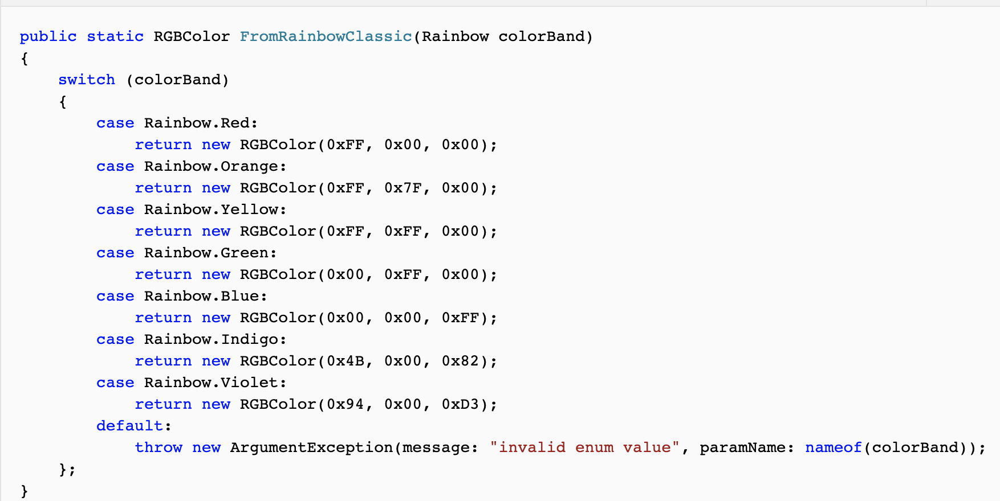 public static RGBColor FromRainbowClassic(Rainbow colorBand)
{
    switch (colorBand)
    {
        case Rainbow.Red:
            return new RGBColor(0xFF, 0x00, 0x00);
        case Rainbow.Orange:
            return new RGBColor(0xFF, 0x7F, 0x00);
        case Rainbow.Yellow:
            return new RGBColor(0xFF, 0xFF, 0x00);
        case Rainbow.Green:
            return new RGBColor(0x00, 0xFF, 0x00);
        case Rainbow.Blue:
            return new RGBColor(0x00, 0x00, 0xFF);
        case Rainbow.Indigo:
            return new RGBColor(0x4B, 0x00, 0x82);
        case Rainbow.Violet:
            return new RGBColor(0x94, 0x00, 0xD3);
        default:
            throw new ArgumentException(message: "invalid enum value", paramName: nameof(colorBand));
    };
}